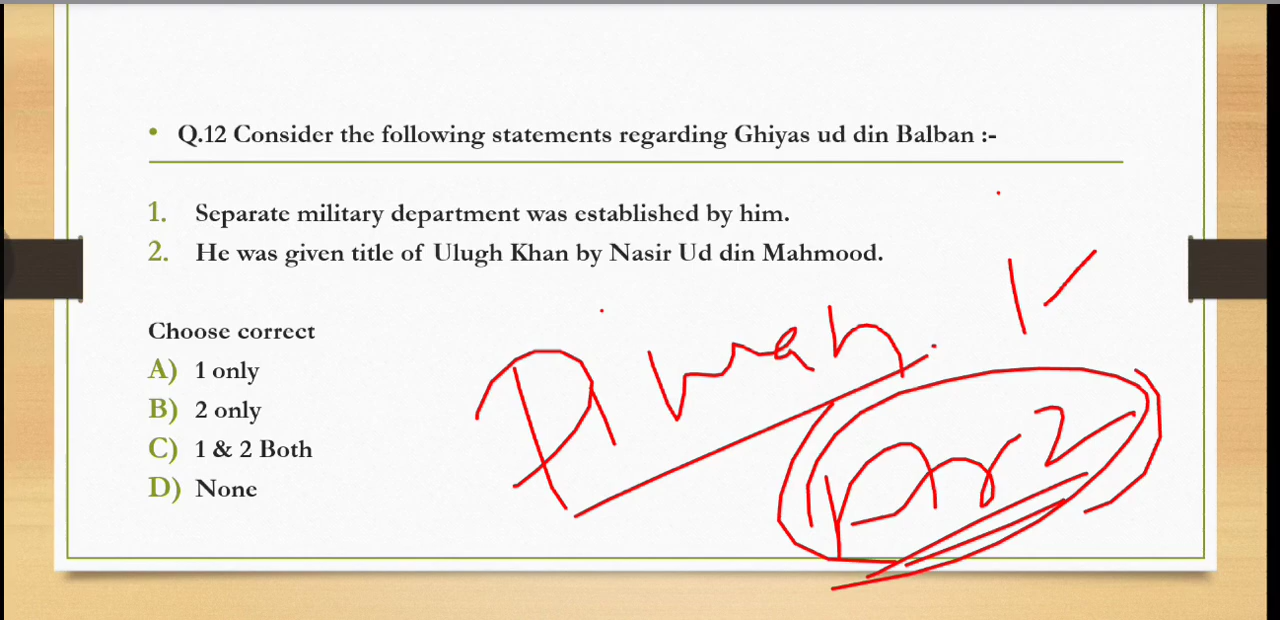 • Q.12 Consider the following statements regarding Ghiyas ud din Balban :-
1. Separate military department was established by him.
2. He was given title of Ulugh Khan by Nasir Ud din Mahmood.
Choose correct
A) 1 only
B) 2 only
C) 1 & 2 Both
D) None